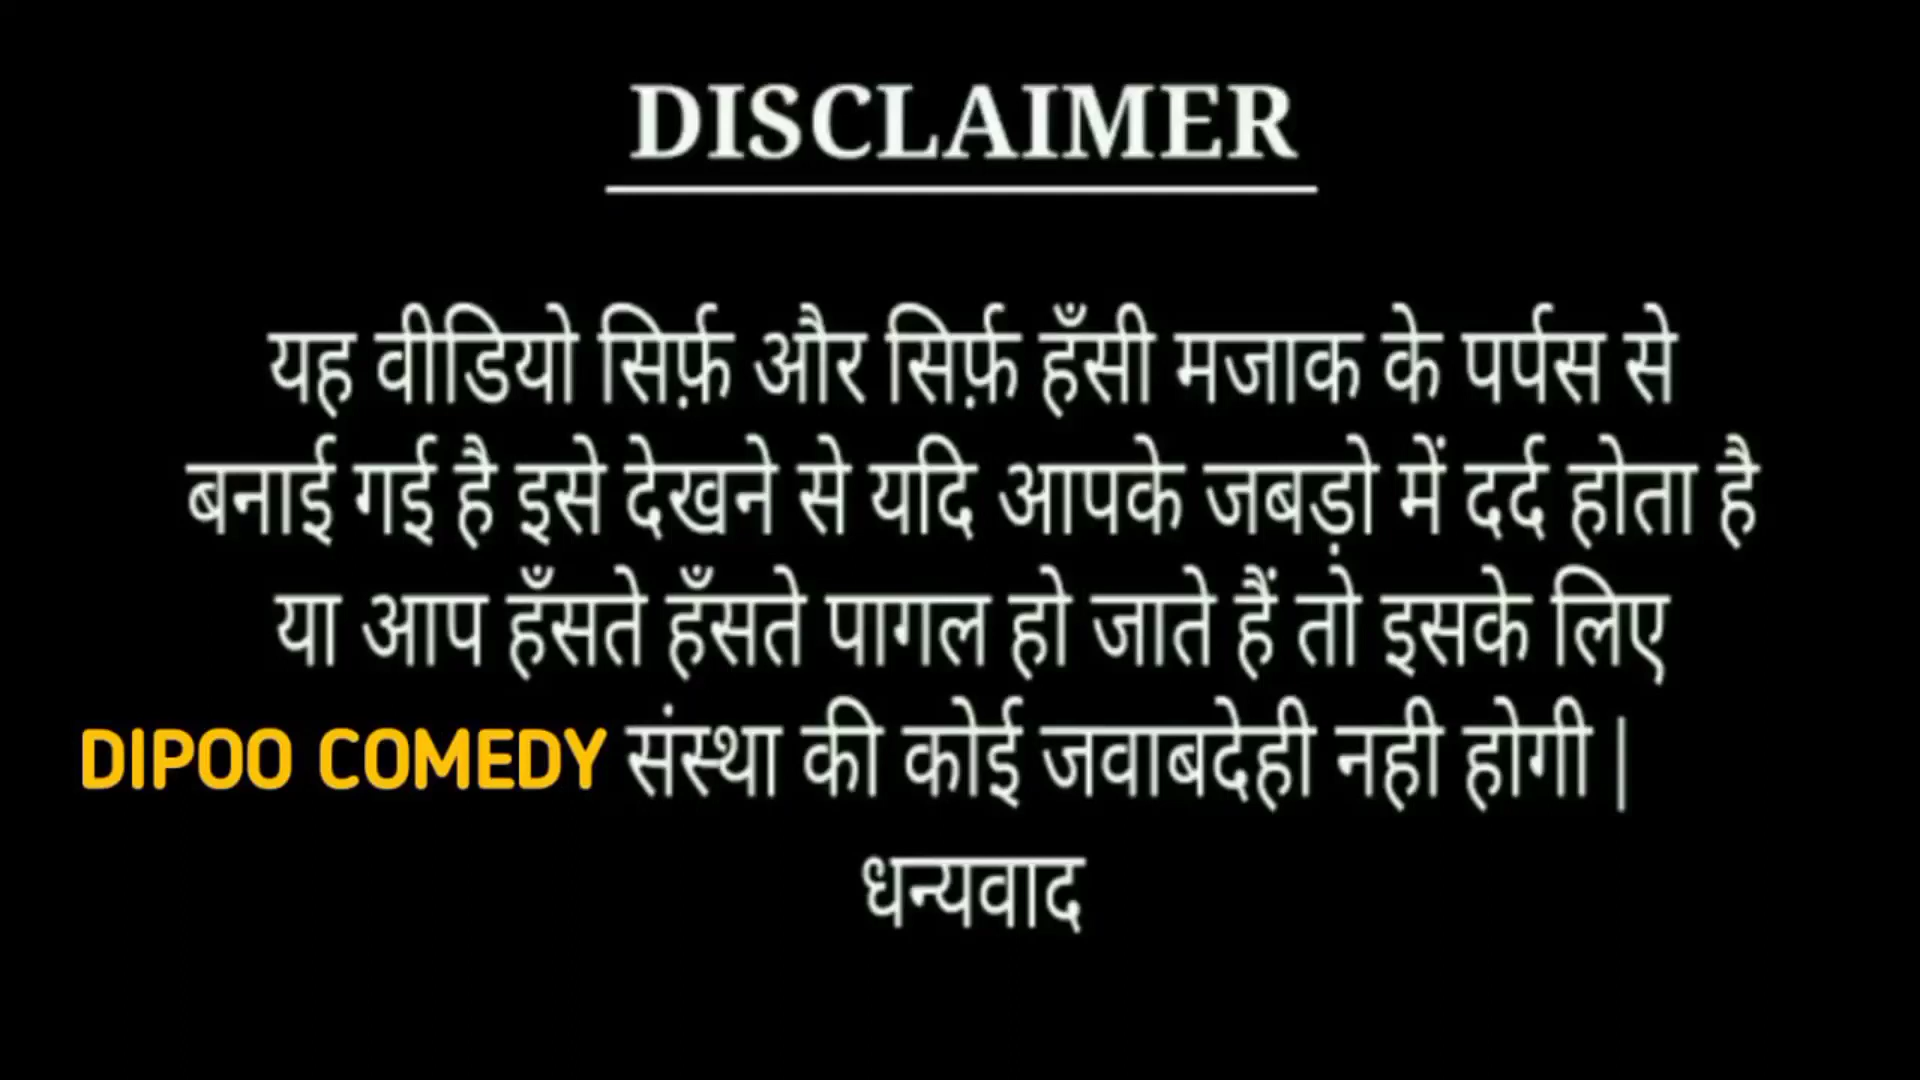 DISCLAIMER
यह वीडियो सिर्फ़ और सिर्फ़ हँसी मजाक के पर्पस से
बनाई गई है इसे देखने से यदि आपके जबड़ो में दर्द होता है
या आप हँसते हँसते पागल हो जाते हैं तो इसके लिए
DIPOO COMEDY संस्था की कोई जवाबदेही नही होगी |
धन्यवाद